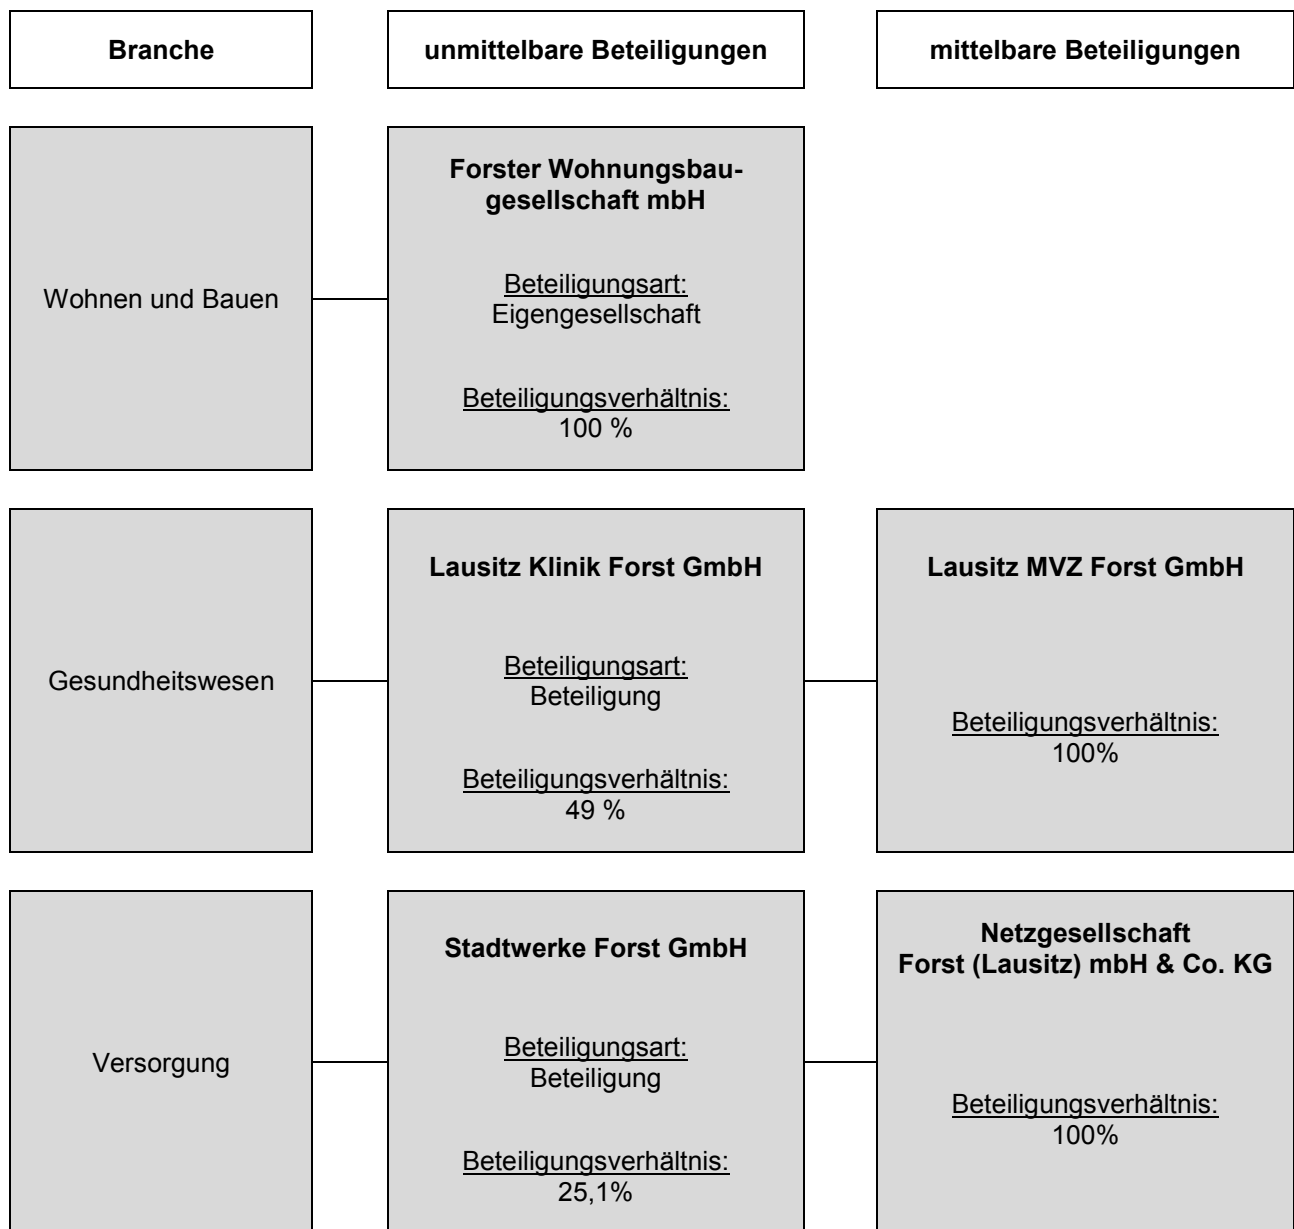 Branche
unmittelbare Beteiligungen
mittelbare Beteiligungen
Wohnen und Bauen
Forster Wohnungsbau-
gesellschaft mbH
Beteiligungsart:
Eigengesellschaft
Beteiligungsverhältnis:
100 %
Gesundheitswesen
Lausitz Klinik Forst GmbH
Beteiligungsart:
Beteiligung
Beteiligungsverhältnis:
49 %
Lausitz MVZ Forst GmbH
Beteiligungsverhältnis:
100%
Versorgung
Stadtwerke Forst GmbH
Beteiligungsart:
Beteiligung
Beteiligungsverhältnis:
25,1%
Netzgesellschaft
Forst (Lausitz) mbH & Co. KG
Beteiligungsverhältnis:
100%